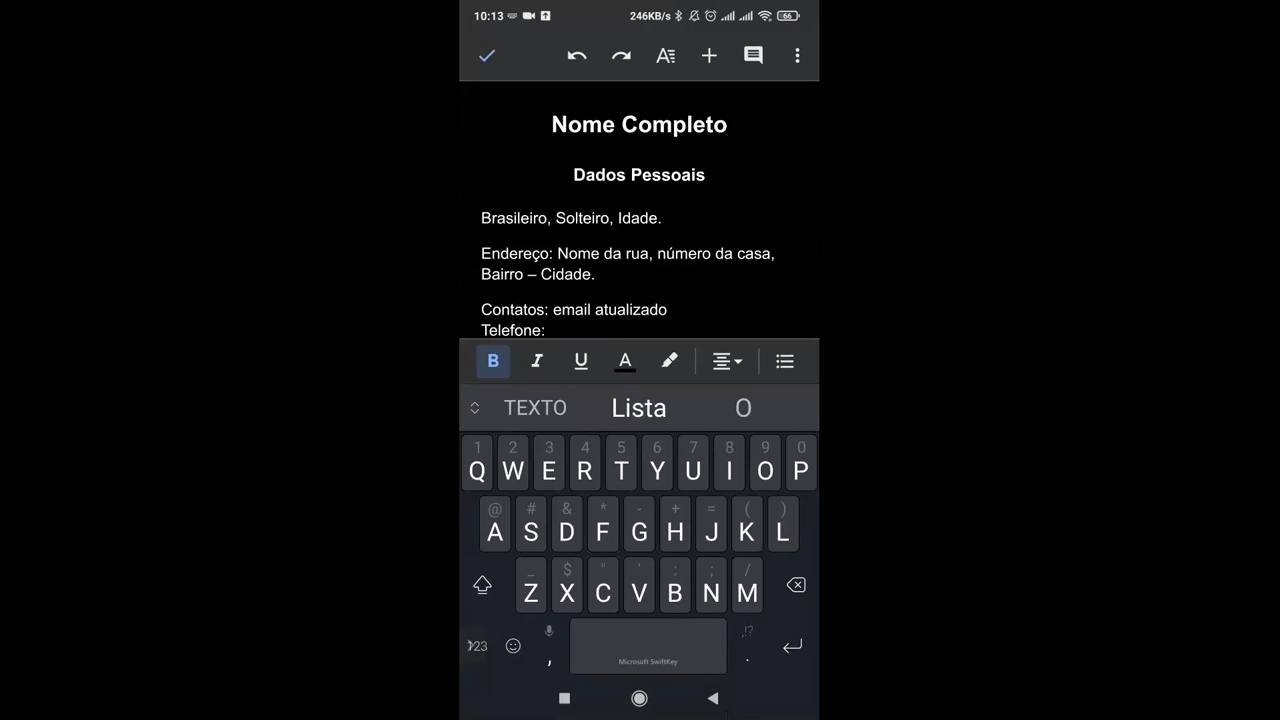 10:13
246KB/s
66
Nome Completo
Dados Pessoais
Brasileiro, Solteiro, Idade.
Endereço: Nome da rua, número da casa,
Bairro – Cidade.
Contatos: email atualizado
Telefone:
B I U A
TEXTO Lista O
1 2 3 4 5 6 7 8 9 0
Q W E R T Y U I O P
@ # & * - + = ( )
A S D F G H J K L
_ $ " ' : ; /
Z X C V B N M
,!?
123 , Microsoft SwiftKey .